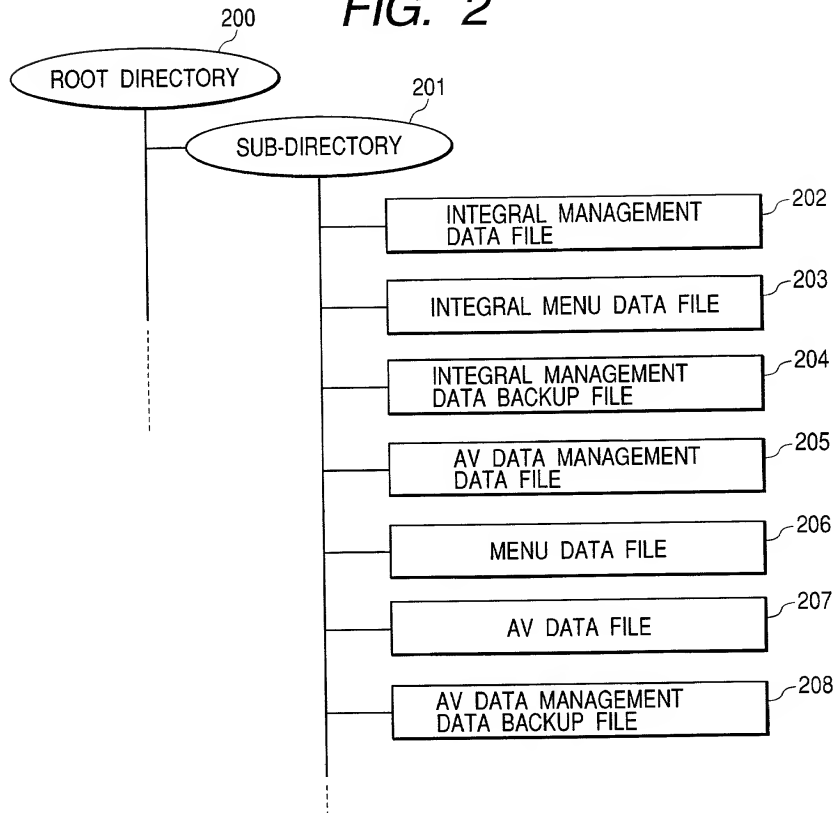 FIG. 2
200
ROOT DIRECTORY
201
SUB-DIRECTORY
202
INTEGRAL MANAGEMENT
DATA FILE
203
INTEGRAL MENU DATA FILE
204
INTEGRAL MANAGEMENT
DATA BACKUP FILE
205
AV DATA MANAGEMENT
DATA FILE
206
MENU DATA FILE
207
AV DATA FILE
208
AV DATA MANAGEMENT
DATA BACKUP FILE